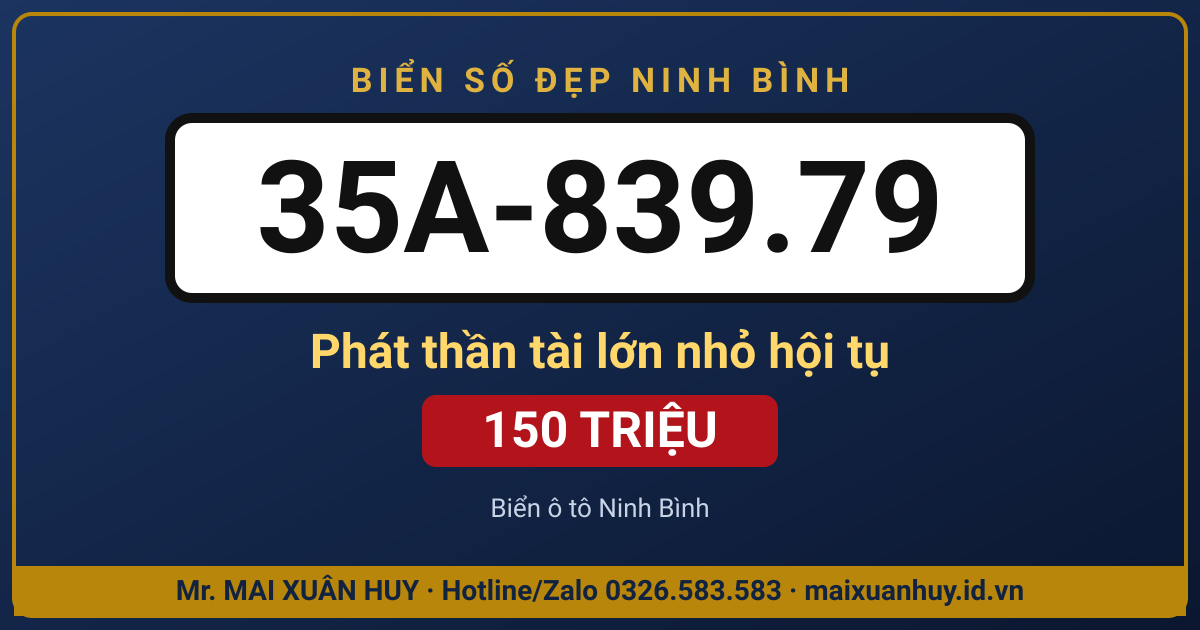 BIỂN SỐ ĐẸP NINH BÌNH
35A-839.79
Phát thần tài lớn nhỏ hội tụ
150 TRIỆU
Biển ô tô Ninh Bình
Mr. MAI XUÂN HUY · Hotline/Zalo 0326.583.583 · maixuanhuy.id.vn